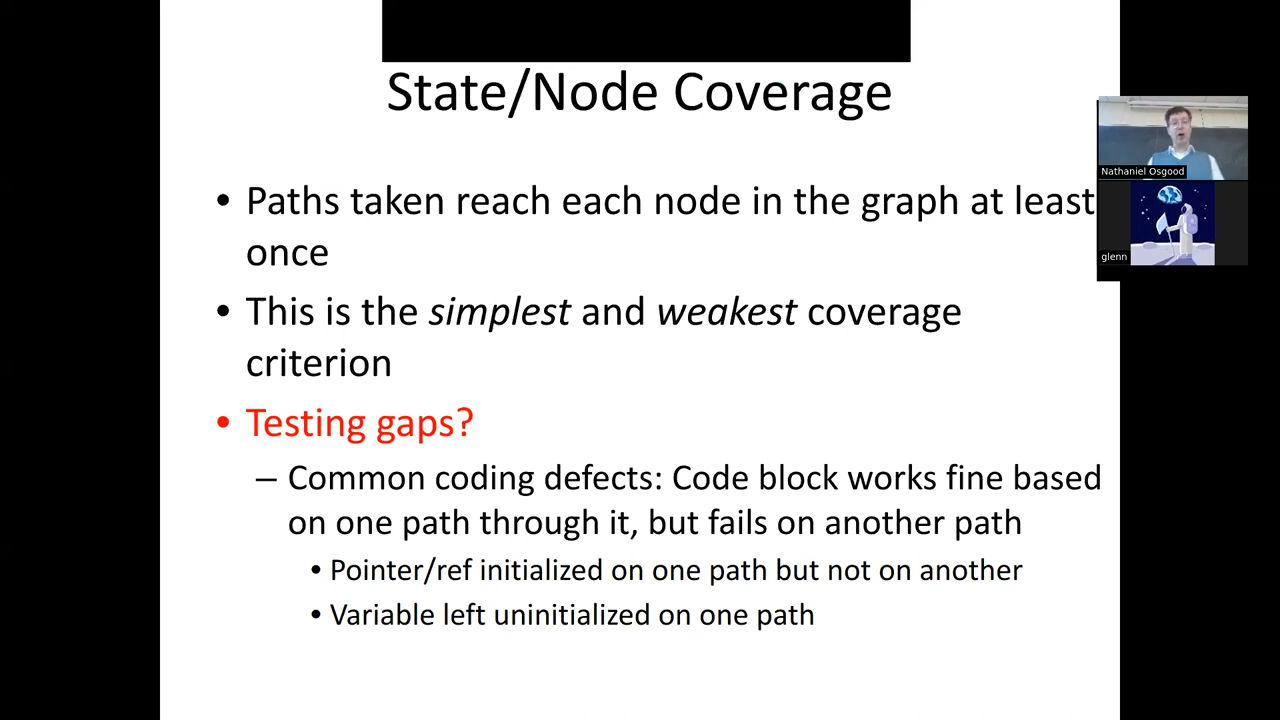 State/Node Coverage
• Paths taken reach each node in the graph at least
once
• This is the simplest and weakest coverage
criterion
• Testing gaps?
– Common coding defects: Code block works fine based
on one path through it, but fails on another path
• Pointer/ref initialized on one path but not on another
• Variable left uninitialized on one path
Nathaniel Osgood
glenn